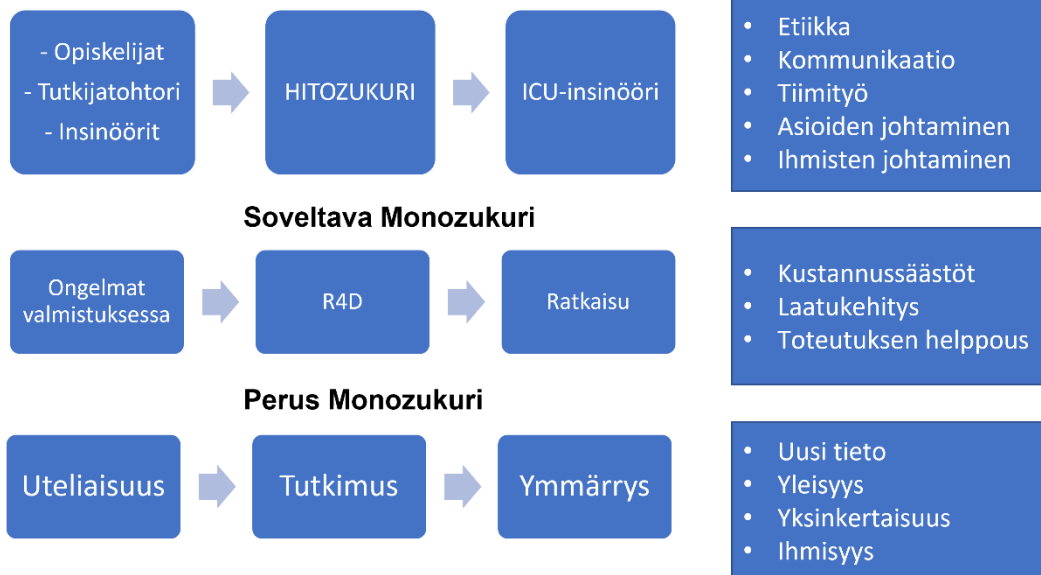 - Opiskelijat
- Tutkijatohtori
- Insinöörit
HITOZUKURI
ICU-insinööri
• Etiikka
• Kommunikaatio
• Tiimityö
• Asioiden johtaminen
• Ihmisten johtaminen
Soveltava Monozukuri
Ongelmat
valmistuksessa
R4D
Ratkaisu
• Kustannussäästöt
• Laatukehitys
• Toteutuksen helppous
Perus Monozukuri
Uteliaisuus
Tutkimus
Ymmärrys
• Uusi tieto
• Yleisyys
• Yksinkertaisuus
• Ihmisyys